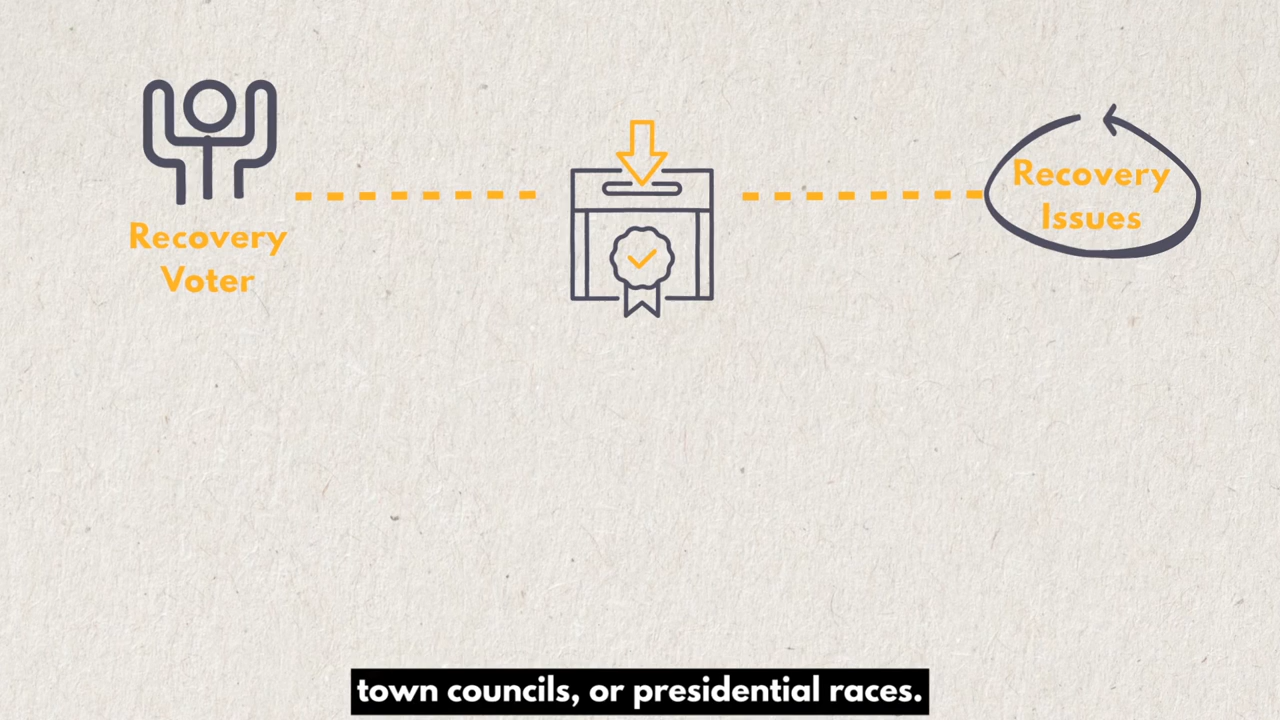 Recovery
Voter
Recovery
Issues
town councils, or presidential races.